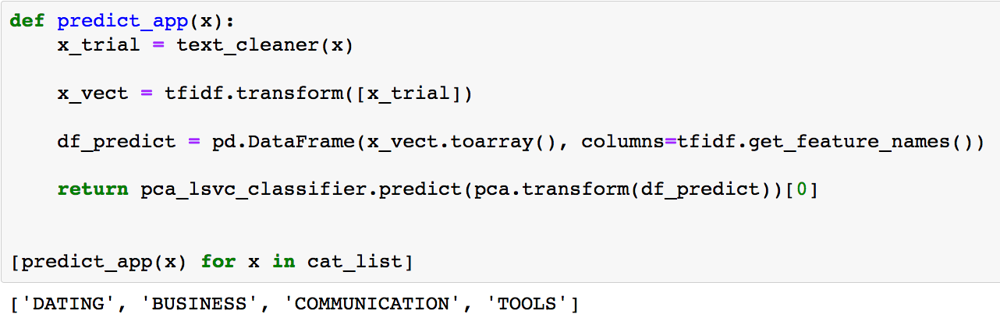 def predict_app(x):
    x_trial = text_cleaner(x)
    x_vect = tfidf.transform([x_trial])
    df_predict = pd.DataFrame(x_vect.toarray(), columns=tfidf.get_feature_names())
    return pca_lsvc_classifier.predict(pca.transform(df_predict))[0]
[predict_app(x) for x in cat_list]
['DATING', 'BUSINESS', 'COMMUNICATION', 'TOOLS']